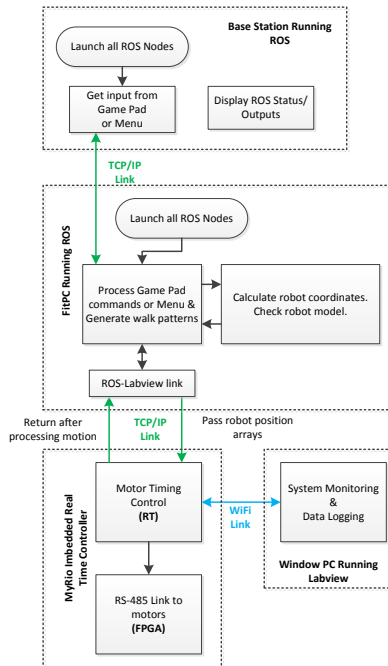 Base Station Running
ROS
Launch all ROS Nodes
Get input from
Game Pad
or Menu
Display ROS Status/
Outputs
TCP/IP
Link
FitPC Running ROS
Launch all ROS Nodes
Process Game Pad
commands or Menu &
Generate walk patterns
Calculate robot coordinates.
Check robot model.
ROS-Labview link
Return after
processing motion
TCP/IP
Link
Pass robot position
arrays
MyRio Imbedded Real
Time Controller
Motor Timing
Control
(RT)
WiFi
Link
System Monitoring
&
Data Logging
Window PC Running
Labview
RS-485 Link to
motors
(FPGA)